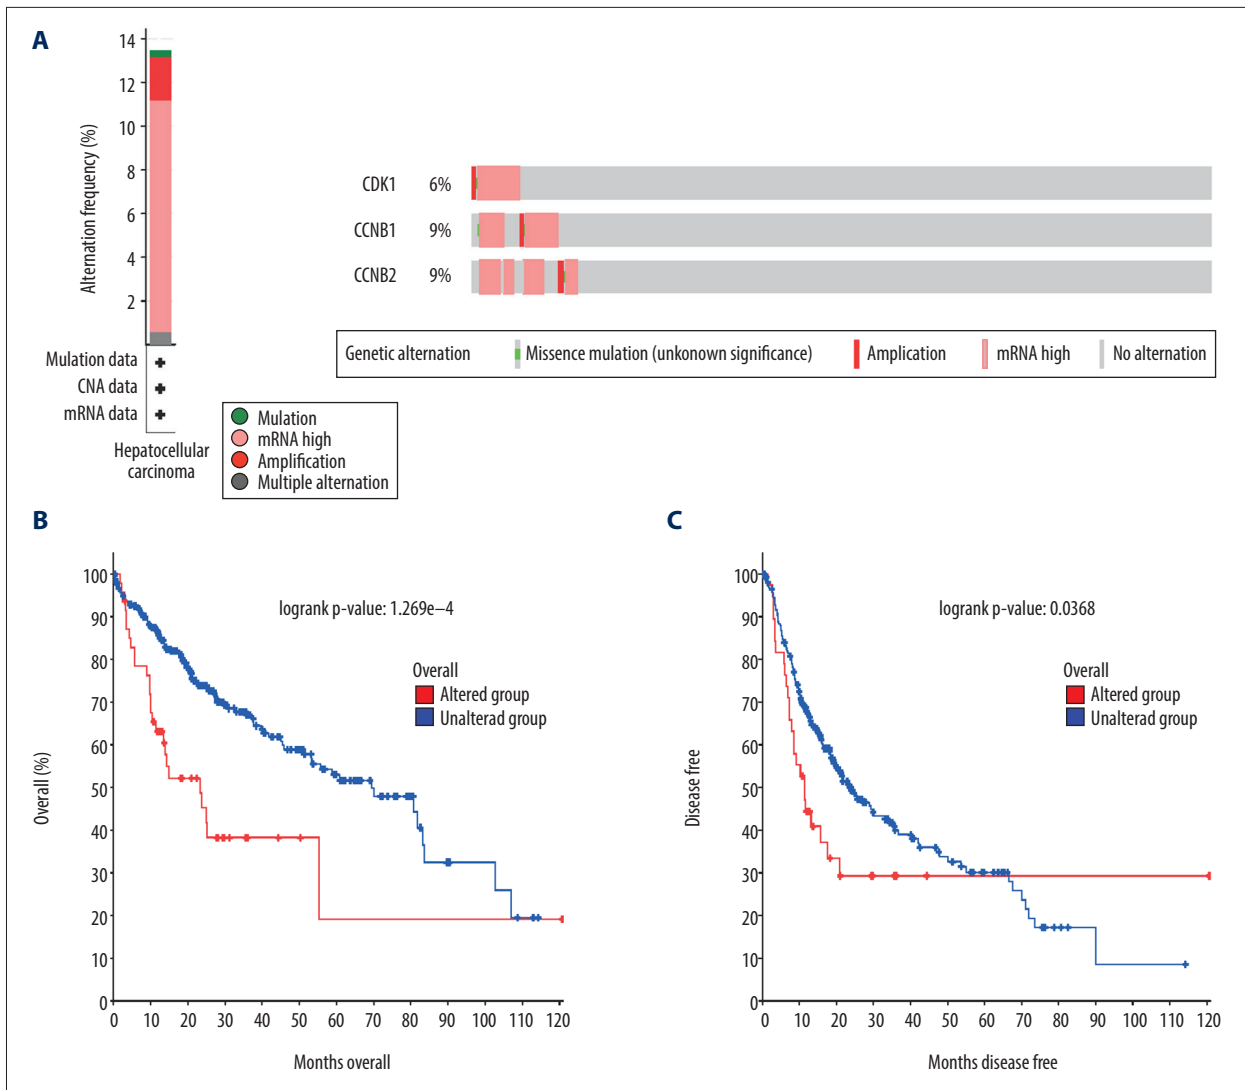 A
14
12
10
8
6
4
2
Alternation frequency (%)
Mulation data
CNA data
mRNA data
Hepatocellular
carcinoma
Mutation
mRNA high
Amplification
Multiple alternation
CDK1 6%
CCNB1 9%
CCNB2 9%
Genetic alternation
Missence mutation (unkonown significance)
Amplication
mRNA high
No alternation
B
100
90
80
70
60
50
40
30
20
10
0
Overall (%)
logrank p-value: 1.269e–4
Overall
Altered group
Unalterad group
0 10 20 30 40 50 60 70 80 90 100 110 120
Months overall
C
100
90
80
70
60
50
40
30
20
10
0
Disease free
logrank p-value: 0.0368
Overall
Altered group
Unalterad group
0 10 20 30 40 50 60 70 80 90 100 110 120
Months disease free